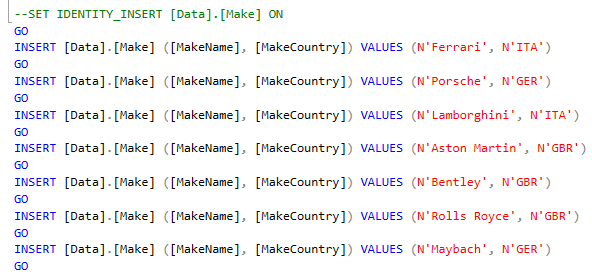 --SET IDENTITY_INSERT [Data].[Make] ON
GO
INSERT [Data].[Make] ([MakeName], [MakeCountry]) VALUES (N'Ferrari', N'ITA')
GO
INSERT [Data].[Make] ([MakeName], [MakeCountry]) VALUES (N'Porsche', N'GER')
GO
INSERT [Data].[Make] ([MakeName], [MakeCountry]) VALUES (N'Lamborghini', N'ITA')
GO
INSERT [Data].[Make] ([MakeName], [MakeCountry]) VALUES (N'Aston Martin', N'GBR')
GO
INSERT [Data].[Make] ([MakeName], [MakeCountry]) VALUES (N'Bentley', N'GBR')
GO
INSERT [Data].[Make] ([MakeName], [MakeCountry]) VALUES (N'Rolls Royce', N'GBR')
GO
INSERT [Data].[Make] ([MakeName], [MakeCountry]) VALUES (N'Maybach', N'GER')
GO